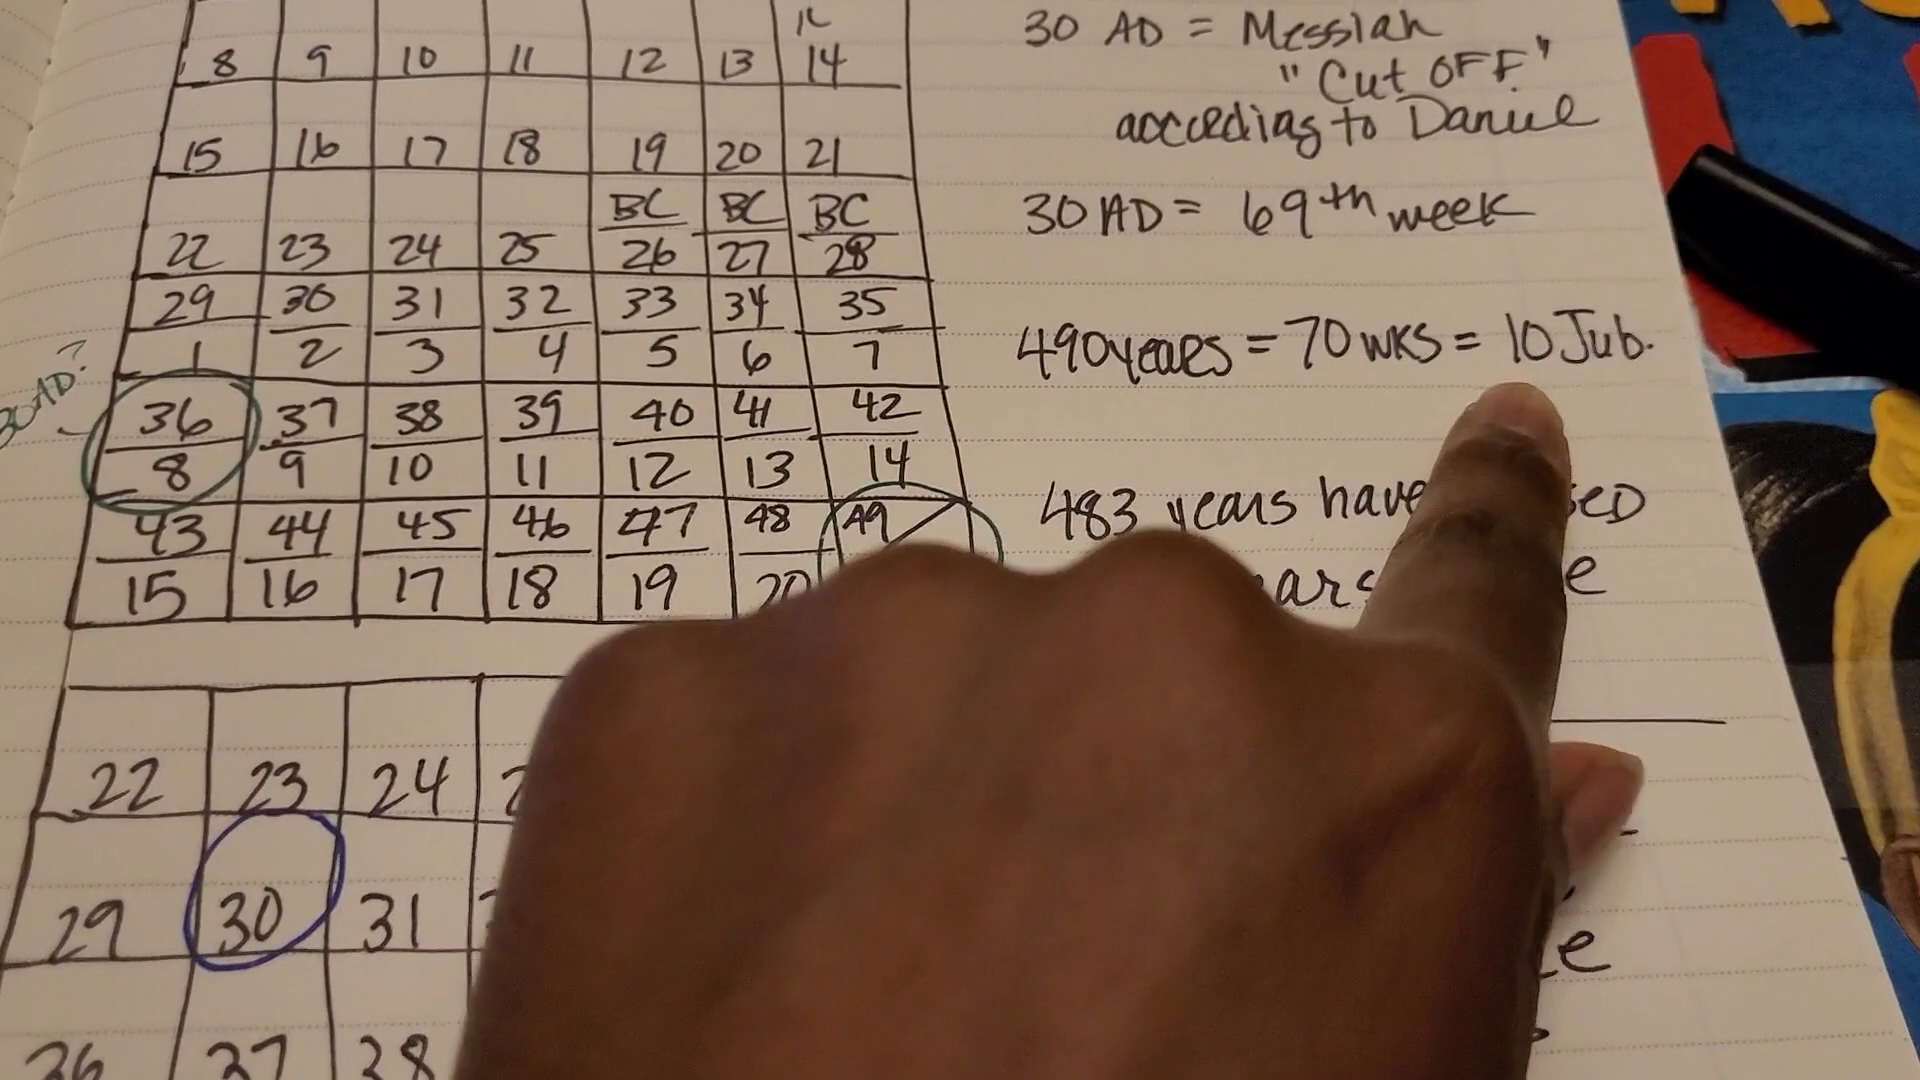 8 9 10 11 12 13 14
15 16 17 18 19 20 21
BC BC BC
22 23 24 25 26 27 28
29 30 31 32 33 34 35
1 2 3 4 5 6 7
30 AD?
36 37 38 39 40 41 42
8 9 10 11 12 13 14
43 44 45 46 47 48 49
15 16 17 18 19 20
22 23 24
29 30 31
36 37 38
30 AD = Messiah
"Cut OFF"
according to Daniel
30 AD = 69th week
490 years = 70 wks = 10 Jub.
483 years have